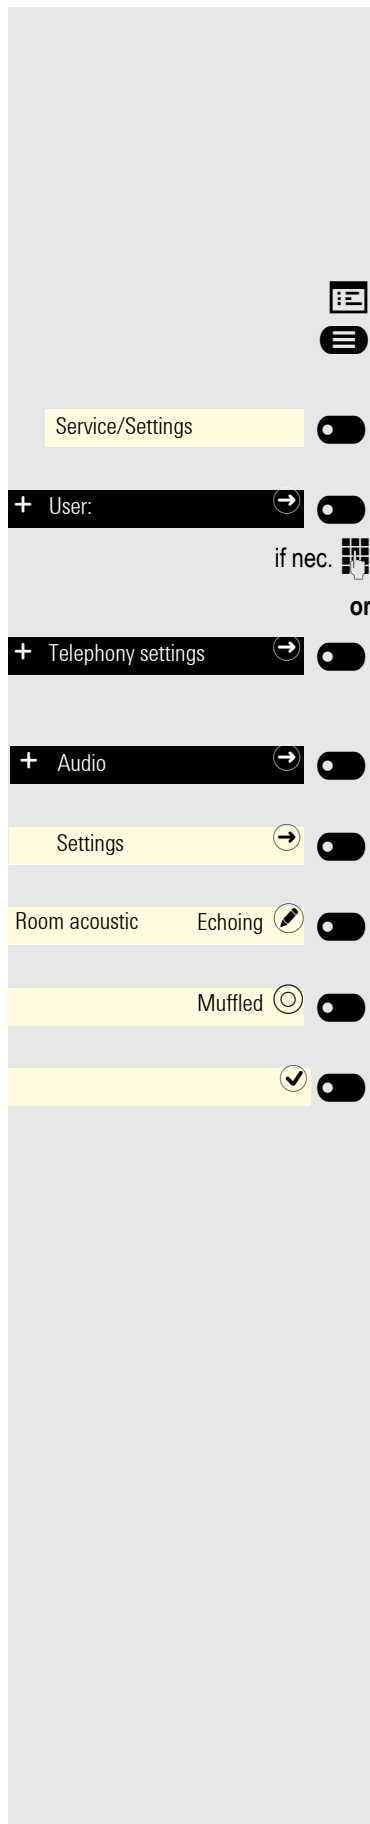 Service/Settings
+ User:
if nec.
or
+ Telephony settings
+ Audio
Settings
Room acoustic Echoing
Muffled